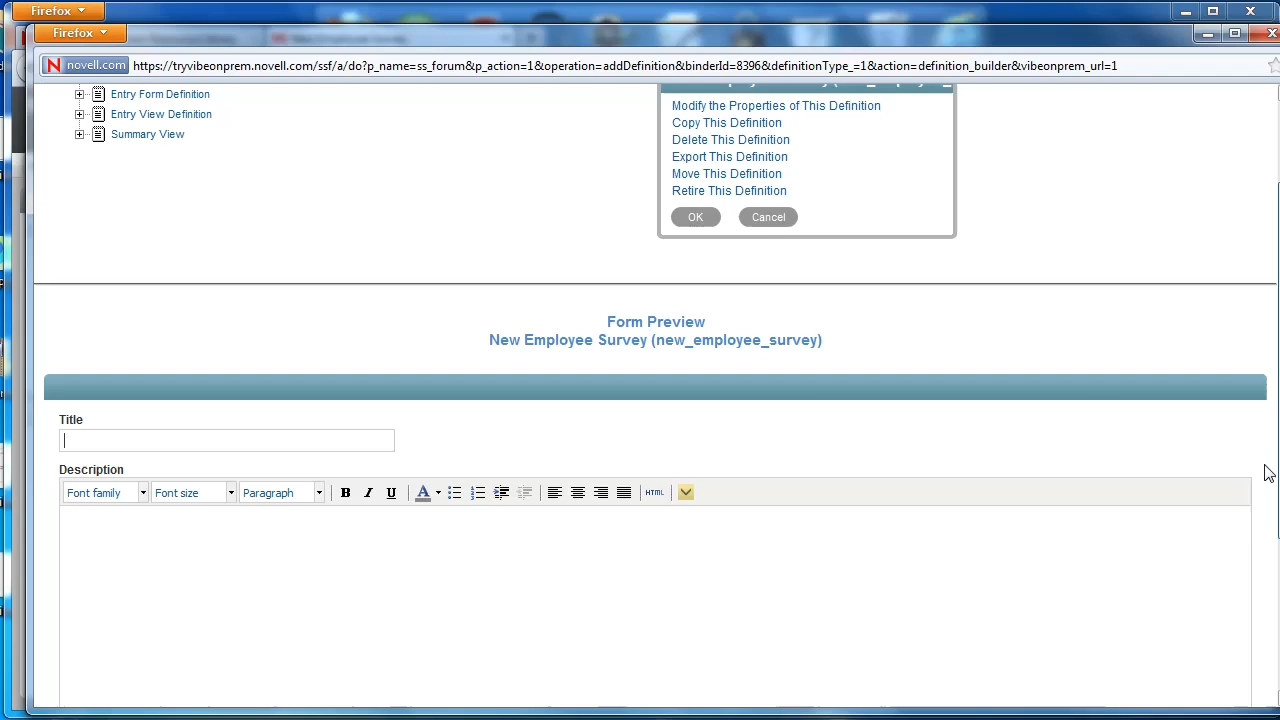 Firefox
Firefox
novell.com https://tryvibeonprem.novell.com/ssf/a/do?p_name=ss_forum&p_action=1&operation=addDefinition&binderId=8396&definitionType_=1&action=definition_builder&vibeonprem_url=1
Entry Form Definition
Entry View Definition
Summary View
Modify the Properties of This Definition
Copy This Definition
Delete This Definition
Export This Definition
Move This Definition
Retire This Definition
OK Cancel
Form Preview
New Employee Survey (new_employee_survey)
Title
Description
Font family Font size Paragraph B I U A HTML